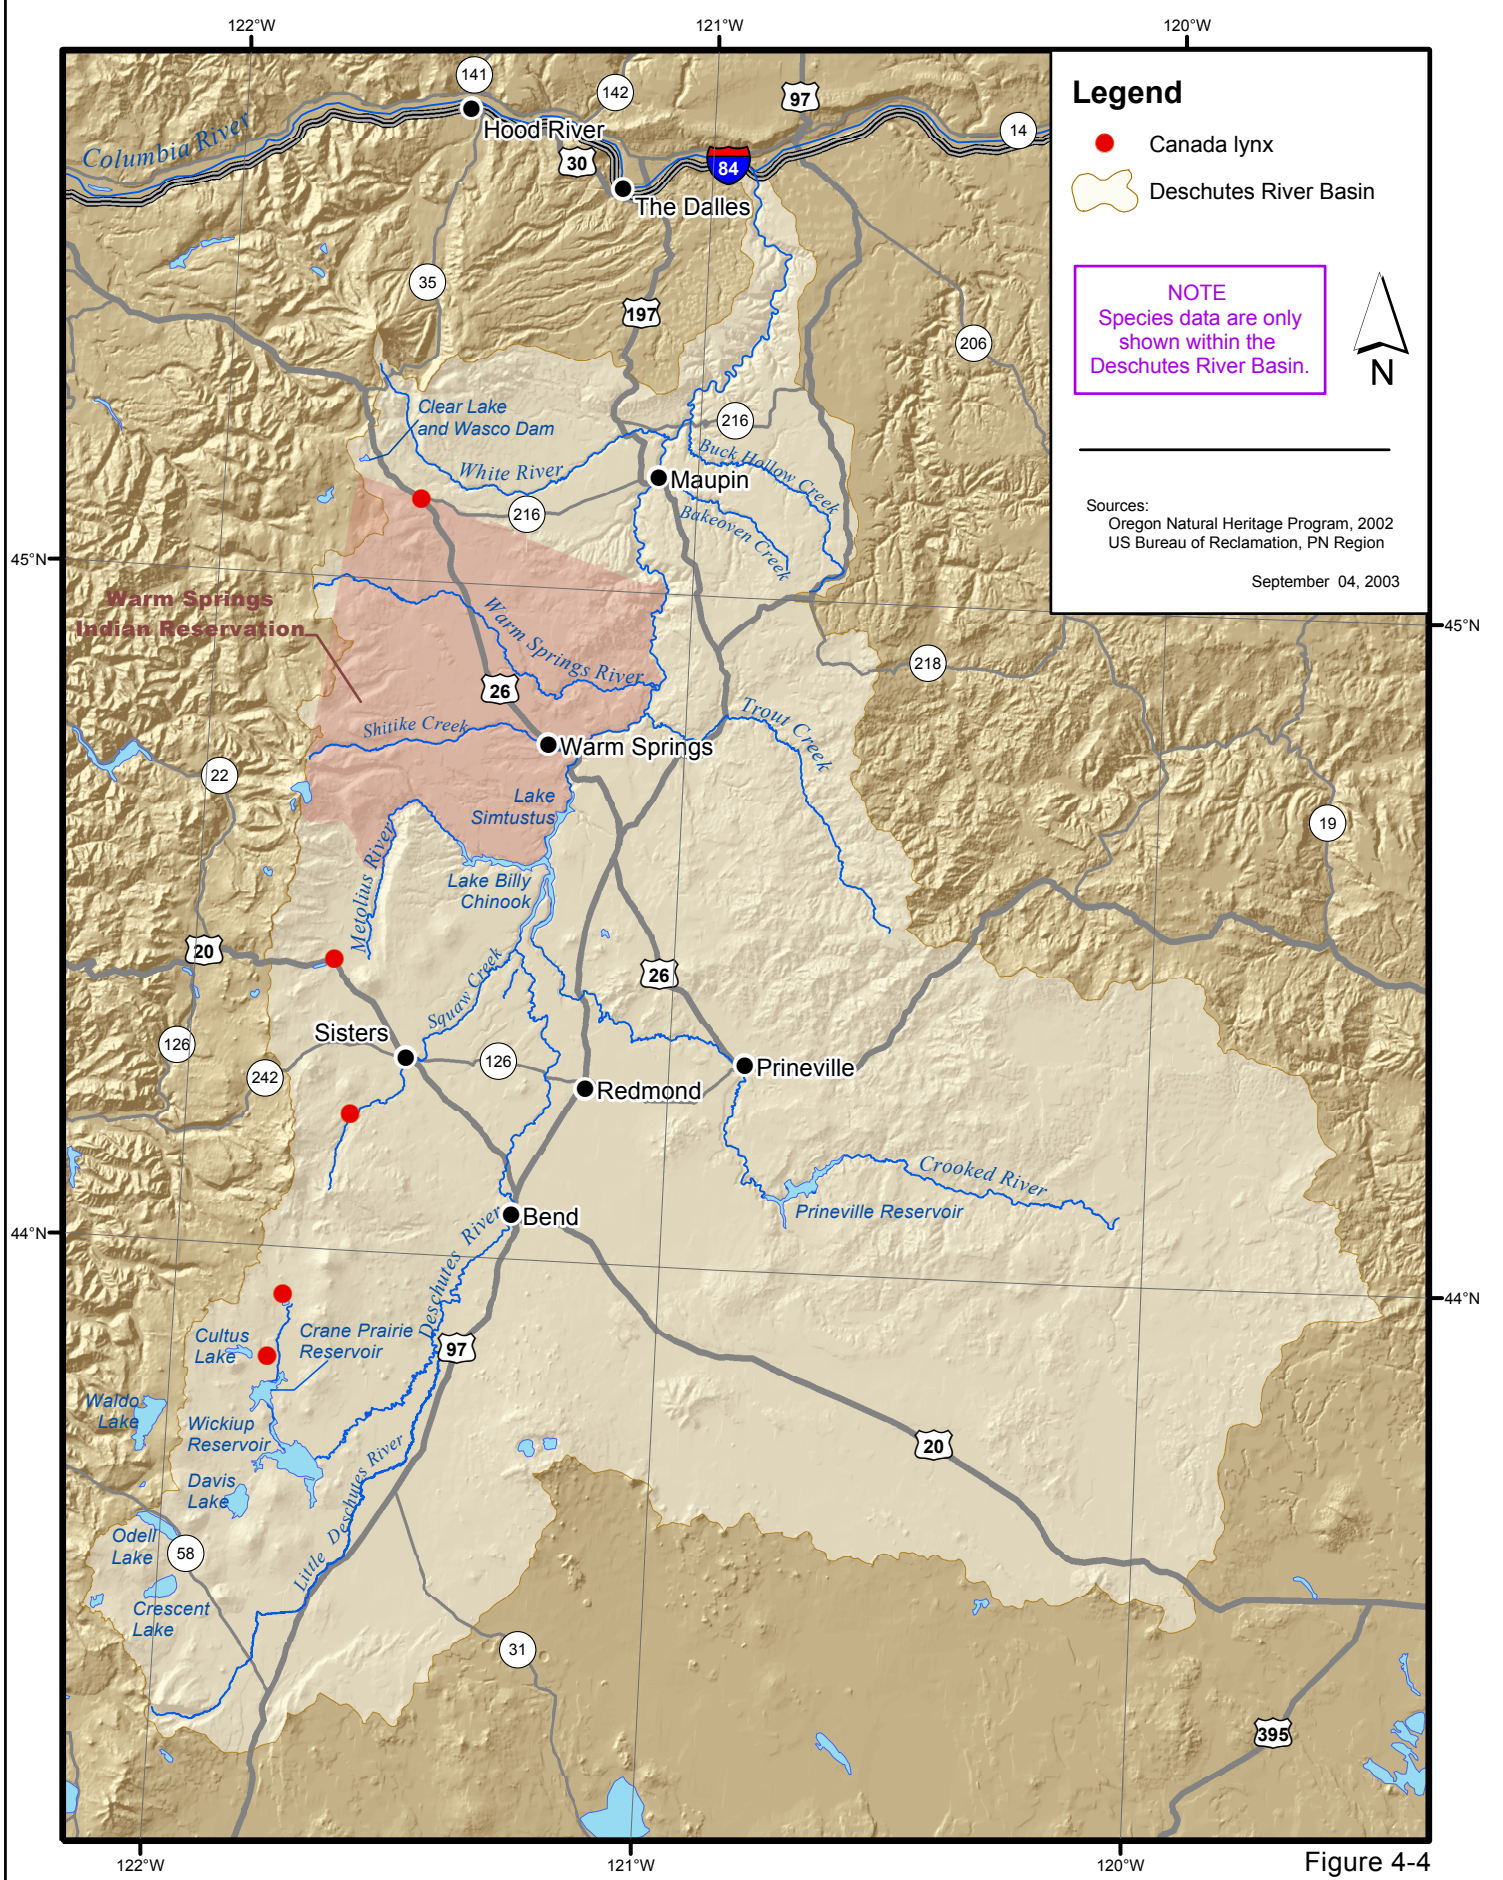 122°W
121°W
120°W
Legend
Canada lynx
Deschutes River Basin
NOTE
Species data are only
shown within the
Deschutes River Basin.
N
Sources:
Oregon Natural Heritage Program, 2002
US Bureau of Reclamation, PN Region
September 04, 2003
141
142
97
14
Columbia River
Hood River
30
84
The Dalles
35
197
206
Clear Lake
and Wasco Dam
216
White River
Buck Hollow Creek
Maupin
216
Bakeoven Creek
45°N
45°N
Warm Springs
Indian Reservation
Warm Springs River
218
26
Shitike Creek
Trout Creek
Warm Springs
22
Lake
Simtustus
19
Metolius River
Lake Billy
Chinook
20
26
Squaw Creek
Sisters
126
126
242
Prineville
Redmond
Crooked River
Prineville Reservoir
Bend
44°N
44°N
Deschutes River
Cultus
Lake
Crane Prairie
Reservoir
97
Waldo
Lake
Wickiup
Reservoir
20
Davis
Lake
Little Deschutes River
Odell
Lake
58
Crescent
Lake
31
395
122°W
121°W
120°W
Figure 4-4